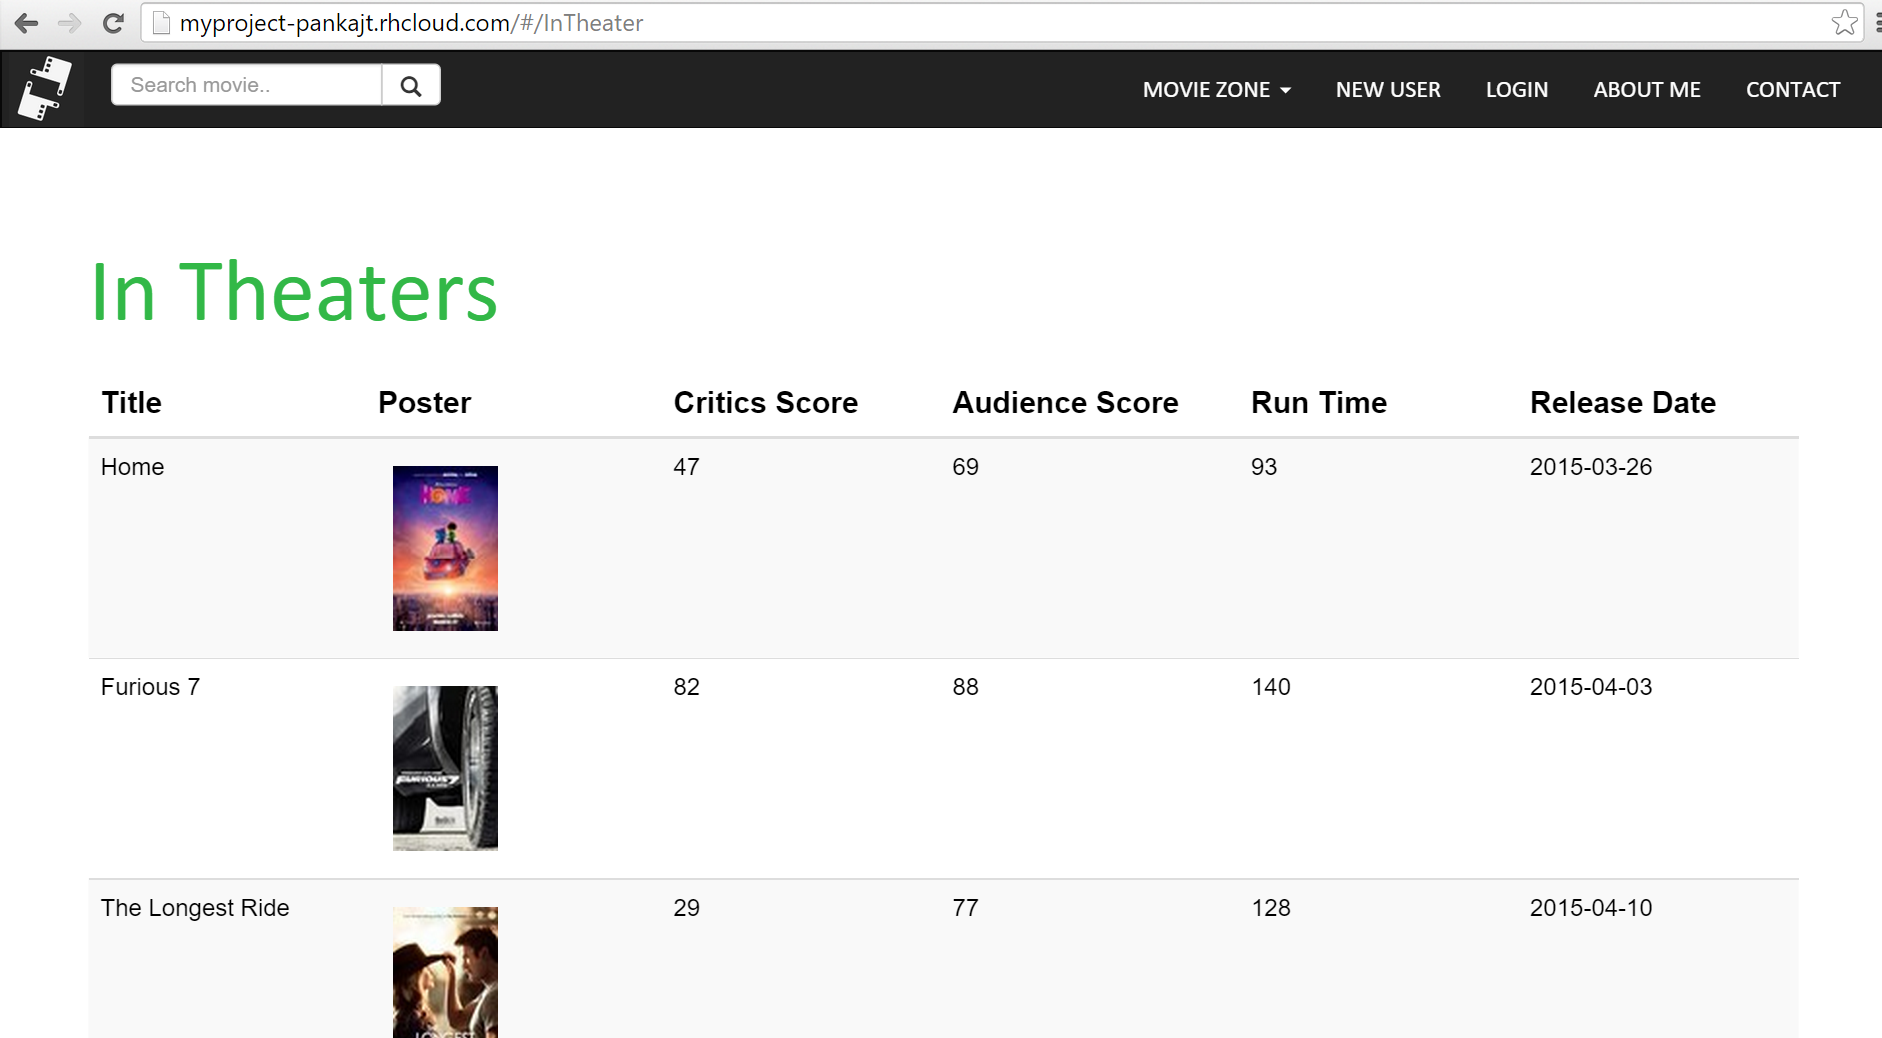 myproject-pankajt.rhcloud.com/#/InTheater
Search movie..
MOVIE ZONE NEW USER LOGIN ABOUT ME CONTACT
In Theaters
Title Poster Critics Score Audience Score Run Time Release Date
Home 47 69 93 2015-03-26
HOME
Furious 7 82 88 140 2015-04-03
FURIOUS 7
The Longest Ride 29 77 128 2015-04-10
LONGEST